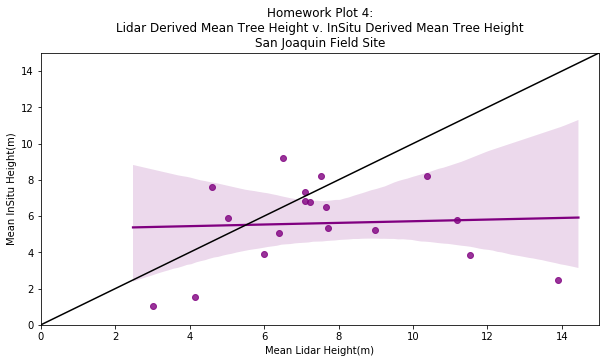 Homework Plot 4:
Lidar Derived Mean Tree Height v. InSitu Derived Mean Tree Height
San Joaquin Field Site
14
12
10
8
6
4
2
0
Mean InSitu Height(m)
0 2 4 6 8 10 12 14
Mean Lidar Height(m)